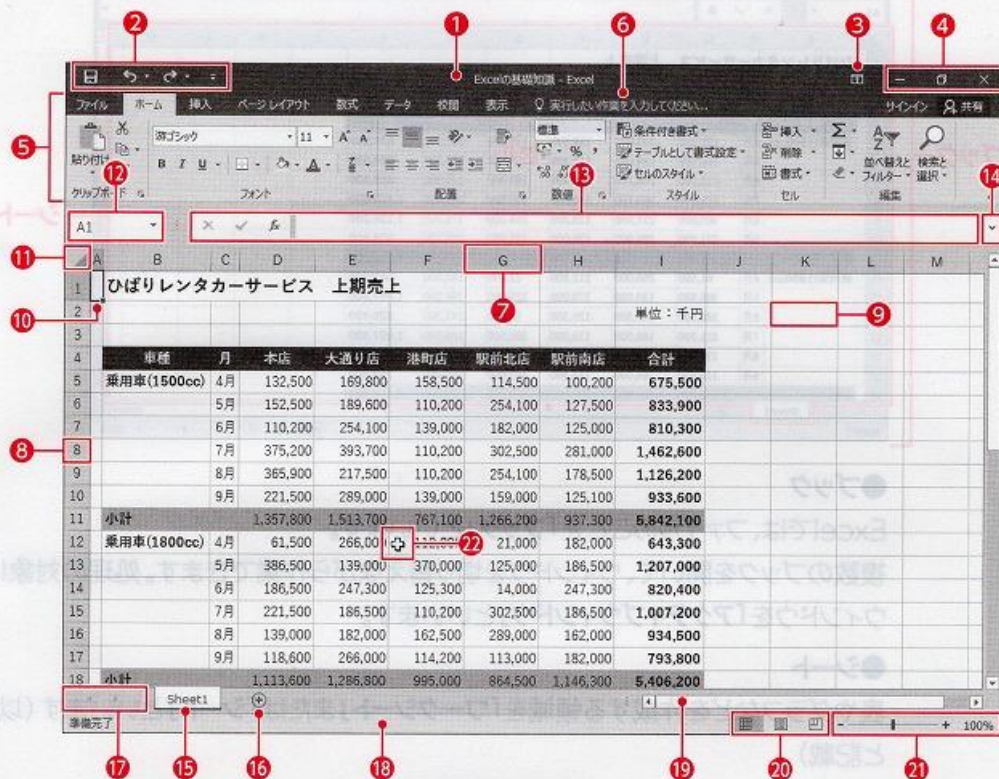 2 1 6 3 4
Excelの基礎知識 - Excel
ファイル ホーム 挿入 ページ レイアウト 数式 データ 校閲 表示 実行したい作業を入力してください... サインイン 共有
5
貼り付け 游ゴシック 11 A A 標準 条件付き書式 挿入 Σ
B I U A % , テーブルとして書式設定 削除 並べ替えと フィルター 検索と 選択
セルのスタイル 書式
クリップボード フォント 配置 数値 スタイル セル 編集
12 13 14
A1 fx
11 A B C D E F G H I J K L M
1 ひばりレンタカーサービス 上期売上
10 2 7 単位：千円 9
3
4 車種 月 本店 大通り店 港町店 駅前北店 駅前南店 合計
5 乗用車(1500cc) 4月 132,500 169,800 158,500 114,500 100,200 675,500
6 5月 152,500 189,600 110,200 254,100 127,500 833,900
7 6月 110,200 254,100 139,000 182,000 125,000 810,300
8 8 7月 375,200 393,700 110,200 302,500 281,000 1,462,600
9 8月 365,900 217,500 110,200 254,100 178,500 1,126,200
10 9月 221,500 289,000 139,000 159,000 125,100 933,600
11 小計 1,357,800 1,513,700 767,100 1,266,200 937,300 5,842,100
12 乗用車(1800cc) 4月 61,500 266,000 22 21,000 182,000 643,300
13 5月 386,500 139,000 370,000 125,000 186,500 1,207,000
14 6月 186,500 247,300 125,300 14,000 247,300 820,400
15 7月 221,500 186,500 110,200 302,500 186,500 1,007,200
16 8月 139,000 182,000 162,500 289,000 162,000 934,500
17 9月 118,600 266,000 114,200 113,000 182,000 793,800
18 小計 1,113,600 1,286,800 995,000 864,500 1,146,300 5,406,200
Sheet1
準備完了 - + 100%
17 15 16 18 19 20 21